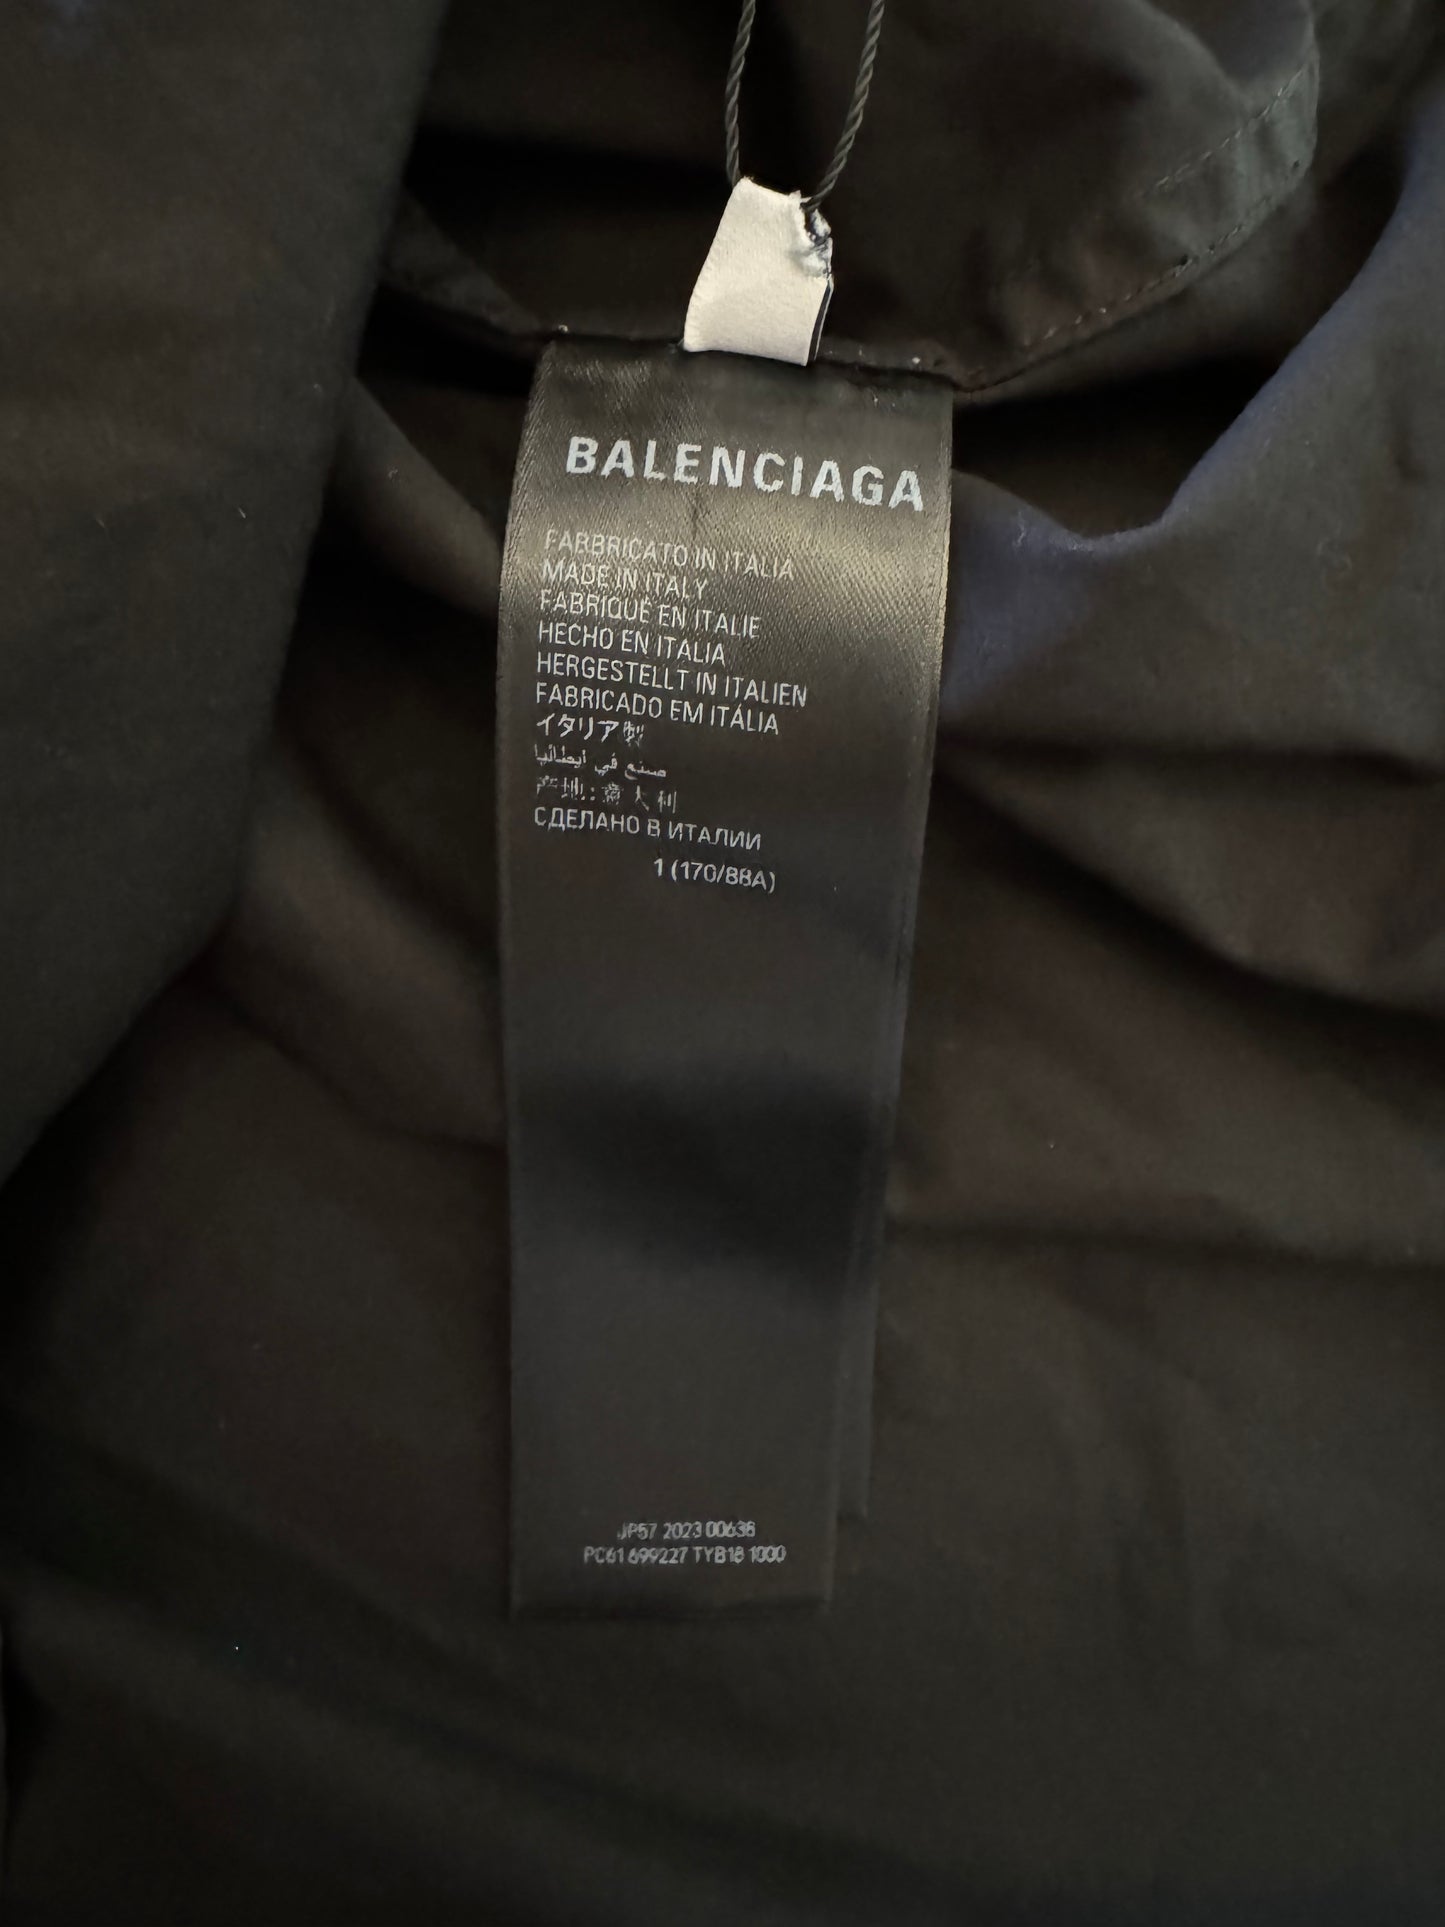 BALENCIAGA
FABBRICATO IN ITALIA
MADE IN ITALY
FABRIQUÉ EN ITALIE
HECHO EN ITALIA
HERGESTELLT IN ITALIEN
FABRICADO EM ITÁLIA
イタリア製
صنع في ايطاليا
产地:意大利
СДЕЛАНО В ИТАЛИИ
1 (170/88A)
JP57 2023 00638
PC61 699227 TYB18 1000